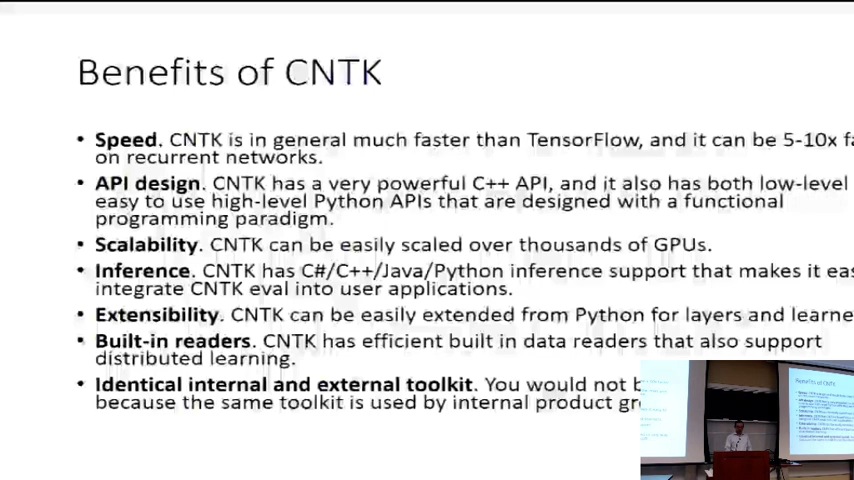 Benefits of CNTK
• Speed. CNTK is in general much faster than TensorFlow, and it can be 5-10x fa
on recurrent networks.
• API design. CNTK has a very powerful C++ API, and it also has both low-level
easy to use high-level Python APIs that are designed with a functional
programming paradigm.
• Scalability. CNTK can be easily scaled over thousands of GPUs.
• Inference. CNTK has C#/C++/Java/Python inference support that makes it eas
integrate CNTK eval into user applications.
• Extensibility. CNTK can be easily extended from Python for layers and learne
• Built-in readers. CNTK has efficient built in data readers that also support
distributed learning.
• Identical internal and external toolkit. You would not b
because the same toolkit is used by internal product gr
Benefits of CNTK